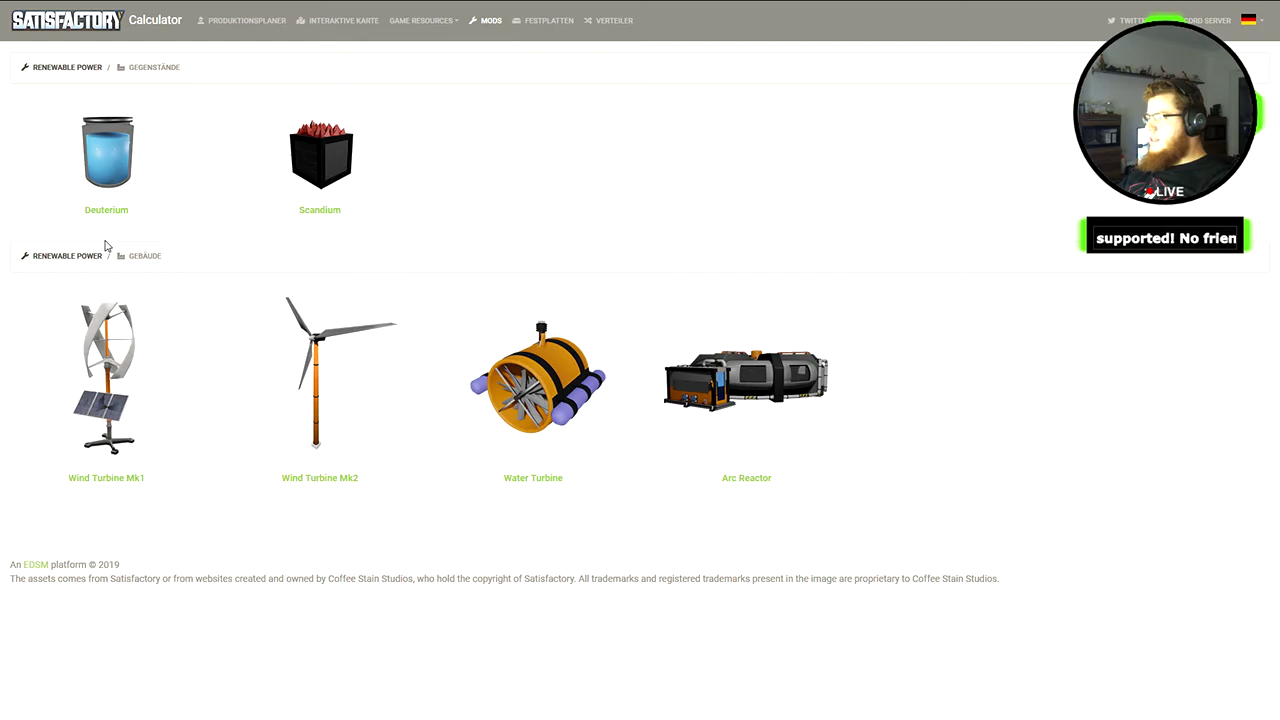 SATISFACTORY Calculator PRODUKTIONSPLANER INTERAKTIVE KARTE GAME RESOURCES MODS FESTPLATTEN VERTEILER SERVER
RENEWABLE POWER / GEGENSTÄNDE
Deuterium Scandium
LIVE
supported! No frien
RENEWABLE POWER / GEBÄUDE
Wind Turbine Mk1 Wind Turbine Mk2 Water Turbine Arc Reactor
An EDSM platform © 2019
The assets comes from Satisfactory or from websites created and owned by Coffee Stain Studios, who hold the copyright of Satisfactory. All trademarks and registered trademarks present in the image are proprietary to Coffee Stain Studios.